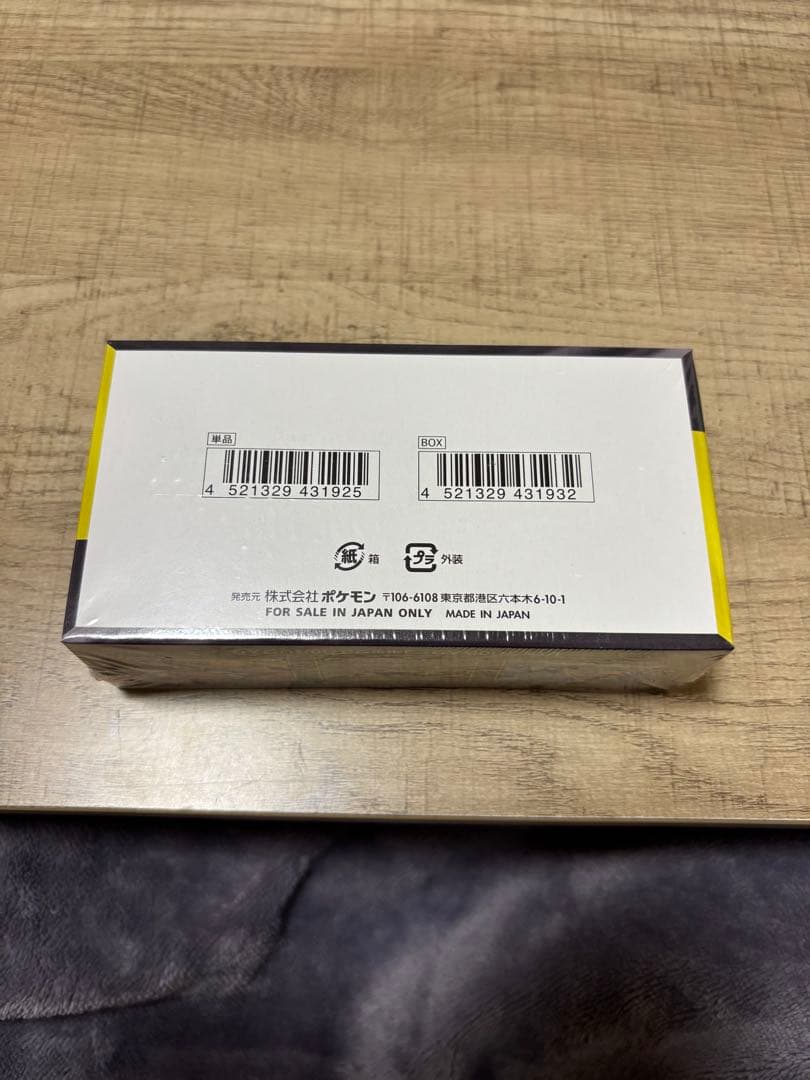 単品
4 521329 431925
BOX
4 521329 431932
紙 箱
プラ 外装
発売元 株式会社 ポケモン 〒106-6108 東京都港区六本木6-10-1
FOR SALE IN JAPAN ONLY MADE IN JAPAN